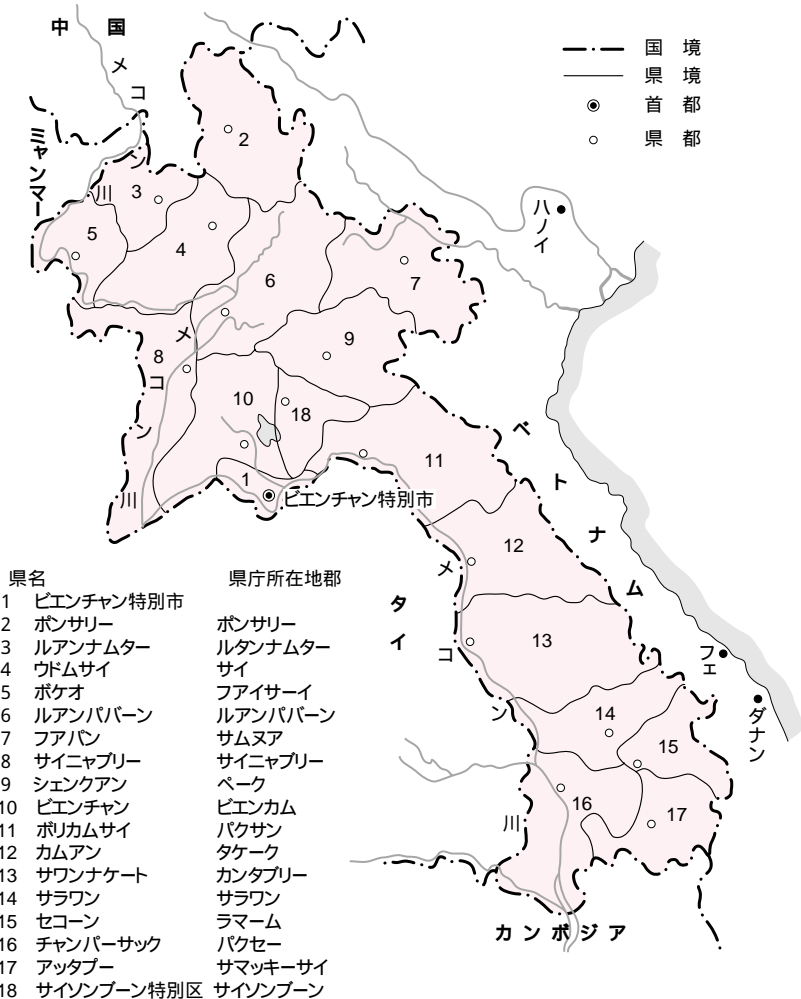 中国
メコン川
ミャンマー
国境
県境
首都
県都
ハノイ
2
3
5
4
6
7
9
8
メコン川
10
18
11
1
ビエンチャン特別市
ベトナム
12
メコン川
タイ
13
フェ
ダナン
14
15
16
17
カンボジア
県名 県庁所在地郡
1 ビエンチャン特別市
2 ポンサリー ポンサリー
3 ルアンナムター ルタンナムター
4 ウドムサイ サイ
5 ボケオ フアイサーイ
6 ルアンパバーン ルアンパバーン
7 フアパン サムヌア
8 サイニャブリー サイニャブリー
9 シェンクアン ペーク
10 ビエンチャン ビエンカム
11 ボリカムサイ パクサン
12 カムアン タケーク
13 サワンナケート カンタブリー
14 サラワン サラワン
15 セコーン ラマーム
16 チャンパーサック パクセー
17 アッタプー サマッキーサイ
18 サイソンブーン特別区 サイソンブーン